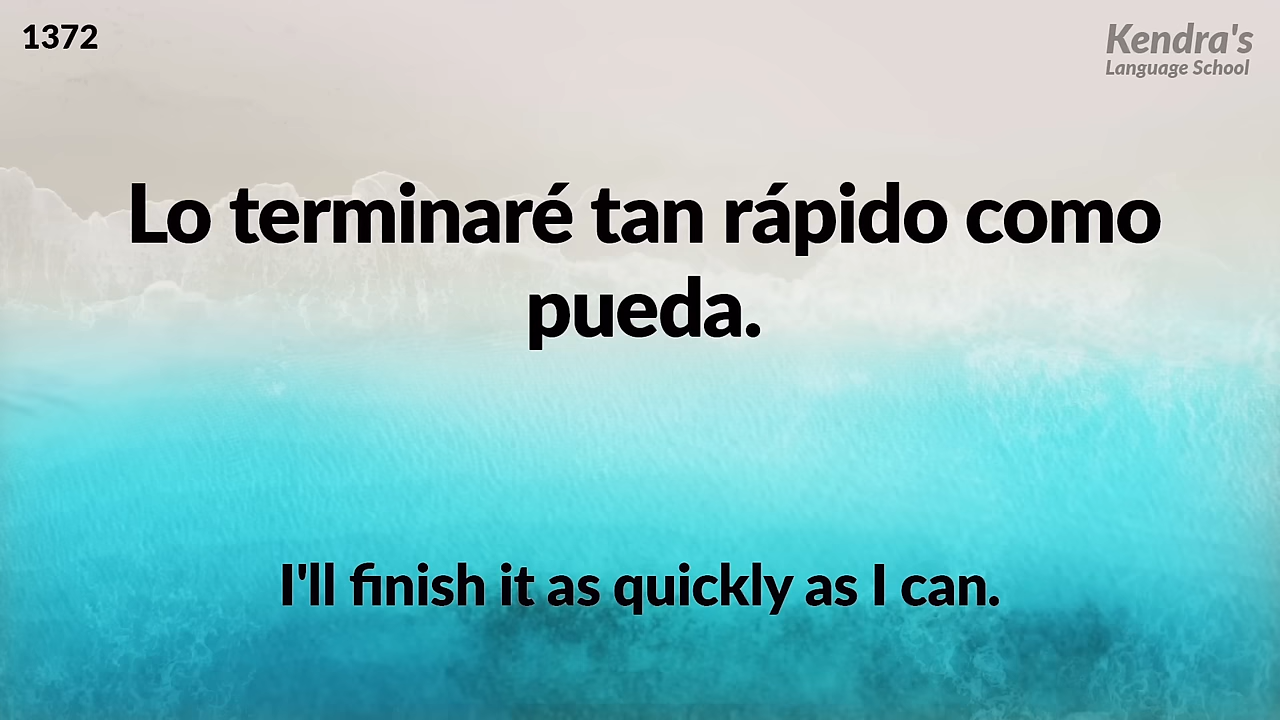 1372
Kendra's
Language School
Lo terminaré tan rápido como
pueda.
I'll finish it as quickly as I can.